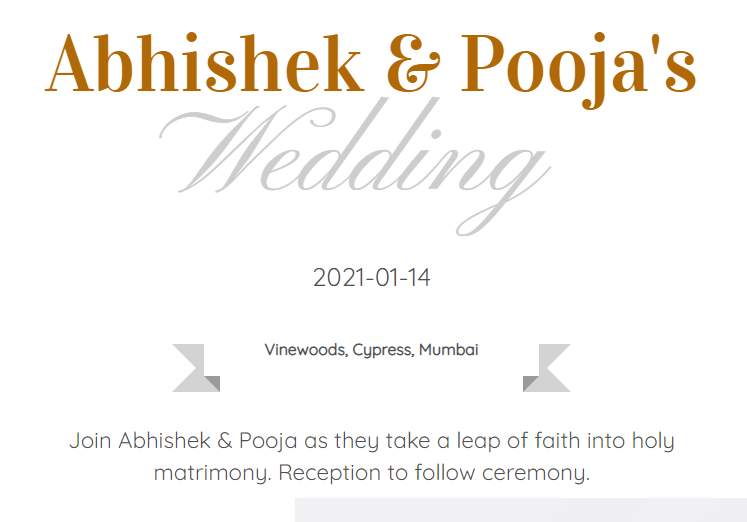 Abhishek & Pooja's
Wedding
2021-01-14
Vinewoods, Cypress, Mumbai
Join Abhishek & Pooja as they take a leap of faith into holy
matrimony. Reception to follow ceremony.